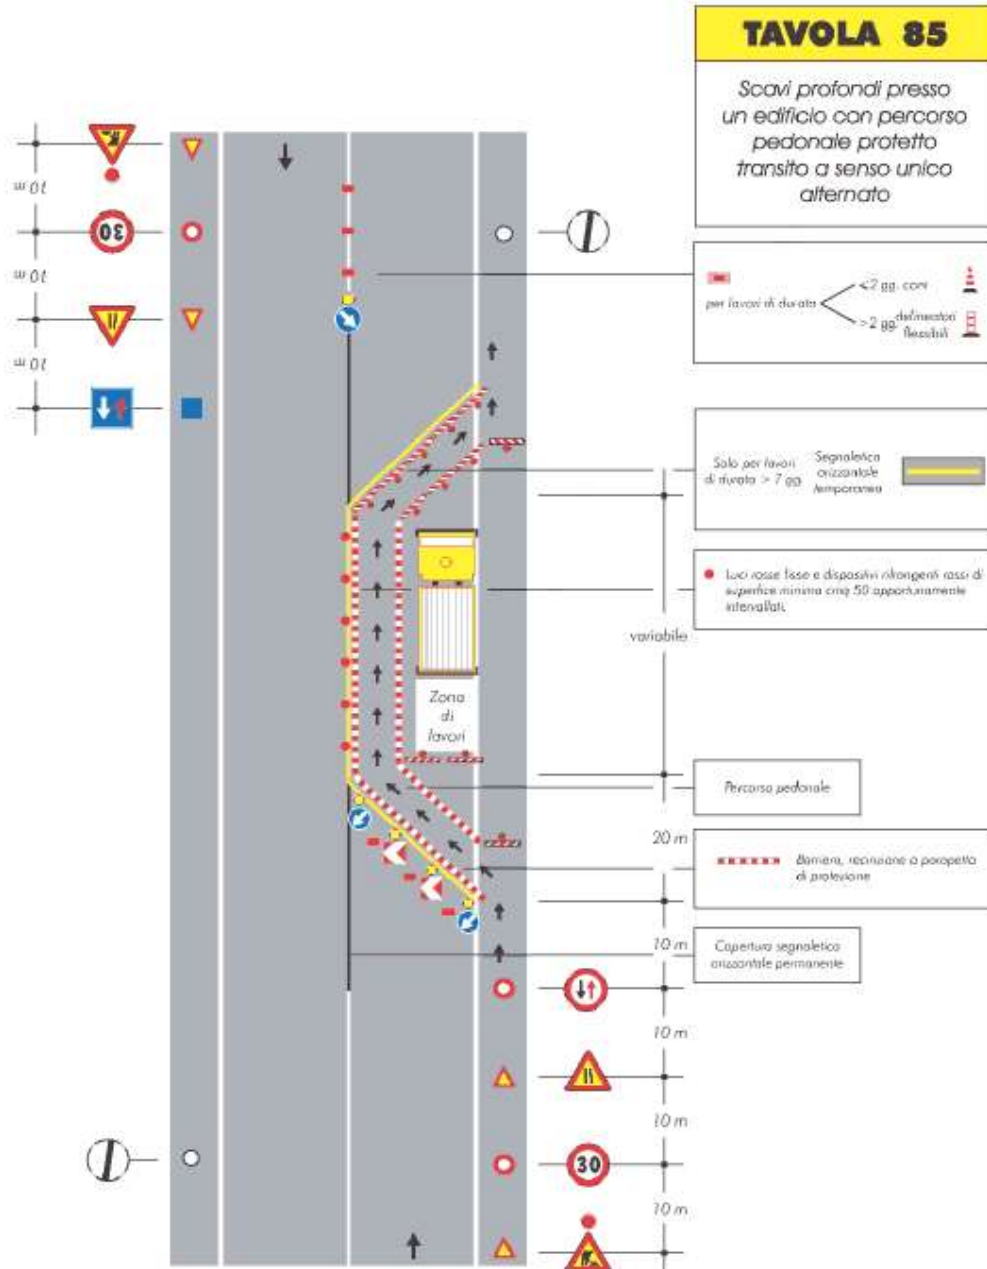 TAVOLA 85
Scavi profondi presso
un edificio con percorso
pedonale protetto
transito a senso unico
alternato
10 m
30
10 m
10 m
per lavori di durata
<2 gg. coni
>2 gg. delineatori
flessibili
Solo per lavori
di durata > 7 gg.
Segnaletica
orizzontale
temporanea
Luci rosse fisse e dispositivi rifrangenti rossi di
superficie minima cmq 50 opportunamente
intervallati.
variabile
Zona
di
lavori
Percorso pedonale
20 m
Barriere, recinzione o parapetto
di protezione
10 m
Copertura segnaletica
orizzontale permanente
10 m
10 m
30
10 m